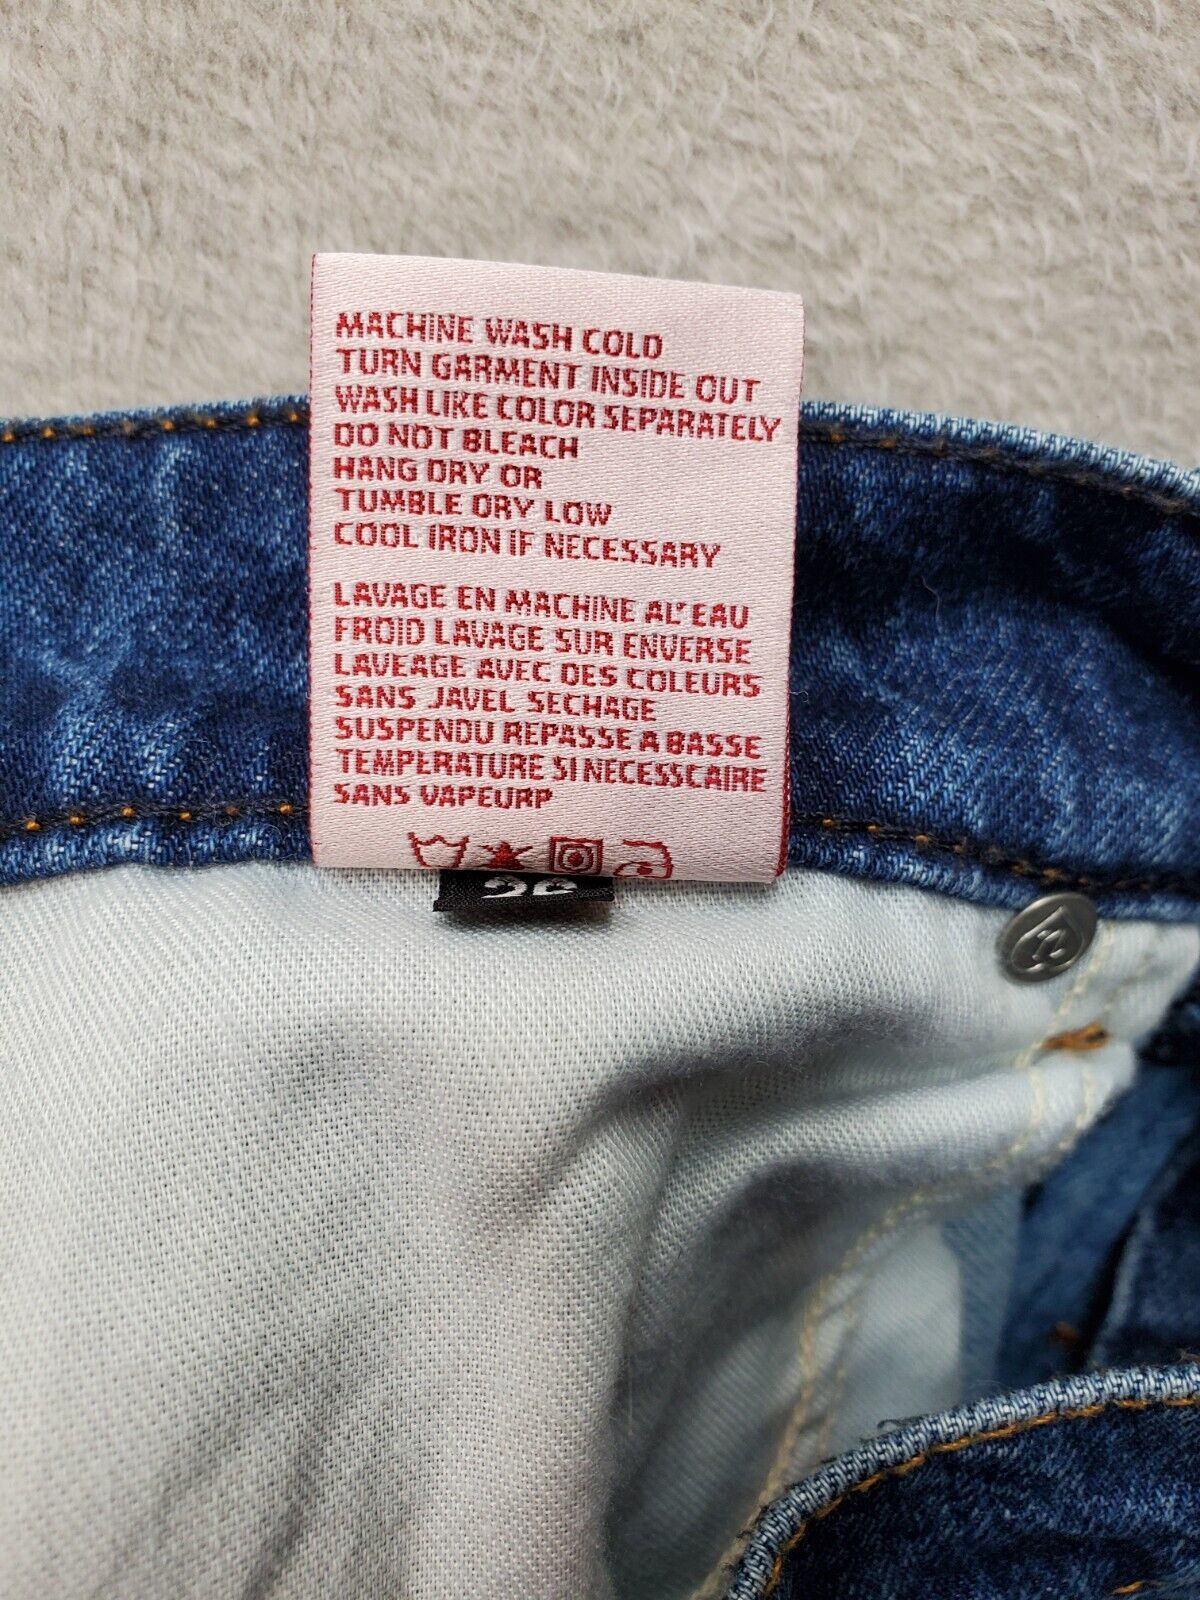 MACHINE WASH COLD
TURN GARMENT INSIDE OUT
WASH LIKE COLOR SEPARATELY
DO NOT BLEACH
HANG DRY OR
TUMBLE DRY LOW
COOL IRON IF NECESSARY
LAVAGE EN MACHINE AL' EAU
FROID LAVAGE SUR ENVERSE
LAVEAGE AVEC DES COLEURS
SANS JAVEL SECHAGE
SUSPENDU REPASSE A BASSE
TEMPERATURE SI NECESSCAIRE
SANS VAPEURP